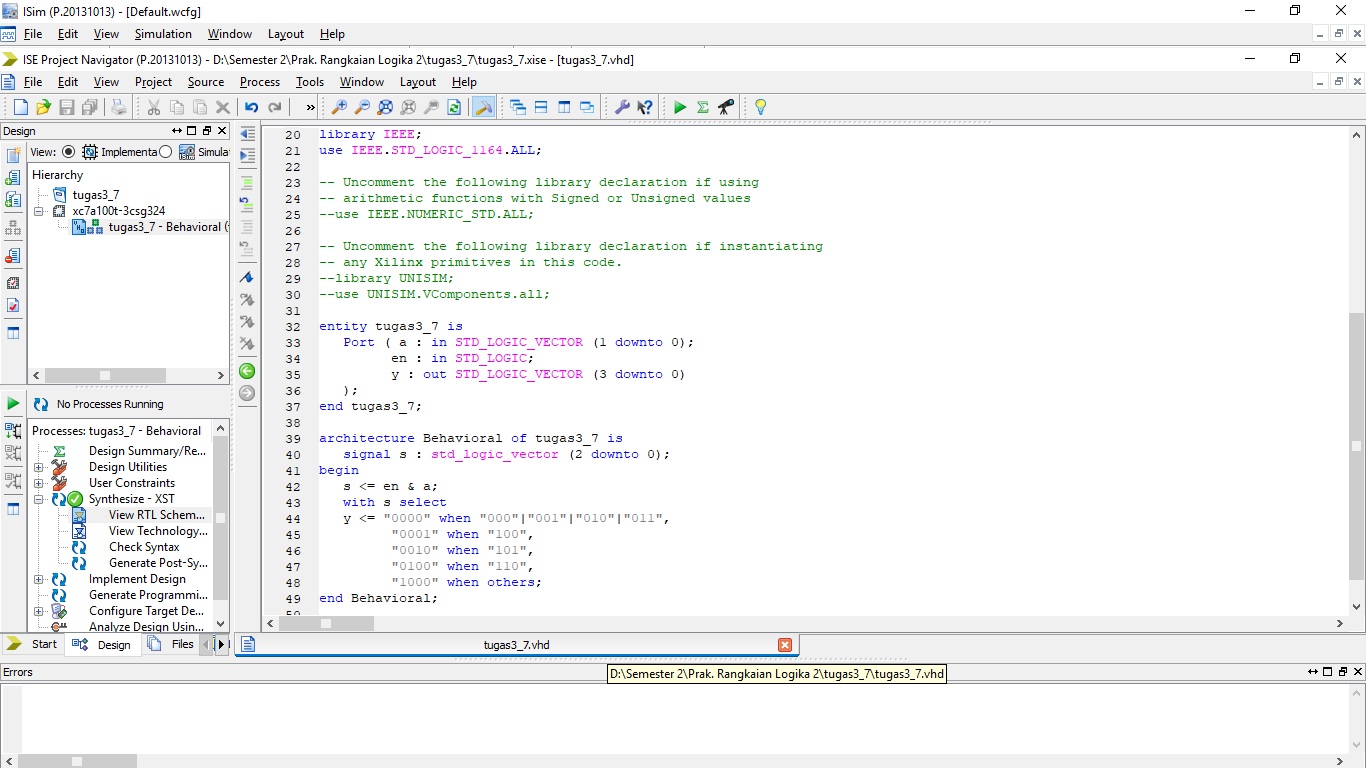 ISim (P.20131013) - [Default.wcfg]
File Edit View Simulation Window Layout Help
ISE Project Navigator (P.20131013) - D:\Semester 2\Prak. Rangkaian Logika 2\tugas3_7\tugas3_7.xise - [tugas3_7.vhd]
File Edit View Project Source Process Tools Window Layout Help
»
Design
View: Implementa Simula
Hierarchy
tugas3_7
xc7a100t-3csg324
tugas3_7 - Behavioral (
No Processes Running
Processes: tugas3_7 - Behavioral
Design Summary/Re...
Design Utilities
User Constraints
Synthesize - XST
View RTL Schem...
View Technology...
Check Syntax
Generate Post-Sy...
Implement Design
Generate Programmi...
Configure Target De...
Analyze Design Usin...
Start Design Files
20 library IEEE;
21 use IEEE.STD_LOGIC_1164.ALL;
22
23 -- Uncomment the following library declaration if using
24 -- arithmetic functions with Signed or Unsigned values
25 --use IEEE.NUMERIC_STD.ALL;
26
27 -- Uncomment the following library declaration if instantiating
28 -- any Xilinx primitives in this code.
29 --library UNISIM;
30 --use UNISIM.VComponents.all;
31
32 entity tugas3_7 is
33 Port ( a : in STD_LOGIC_VECTOR (1 downto 0);
34 en : in STD_LOGIC;
35 y : out STD_LOGIC_VECTOR (3 downto 0)
36 );
37 end tugas3_7;
38
39 architecture Behavioral of tugas3_7 is
40 signal s : std_logic_vector (2 downto 0);
41 begin
42 s <= en & a;
43 with s select
44 y <= "0000" when "000"|"001"|"010"|"011",
45 "0001" when "100",
46 "0010" when "101",
47 "0100" when "110",
48 "1000" when others;
49 end Behavioral;
50
tugas3_7.vhd
D:\Semester 2\Prak. Rangkaian Logika 2\tugas3_7\tugas3_7.vhd
Errors